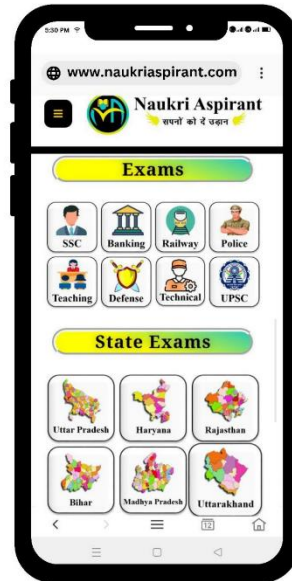 5:30 PM
www.naukriaspirant.com
Naukri Aspirant
सपनों को दें उड़ान
Exams
SSC Banking Railway Police
Teaching Defense Technical UPSC
State Exams
Uttar Pradesh Haryana Rajasthan
Bihar Madhya Pradesh Uttarakhand
12